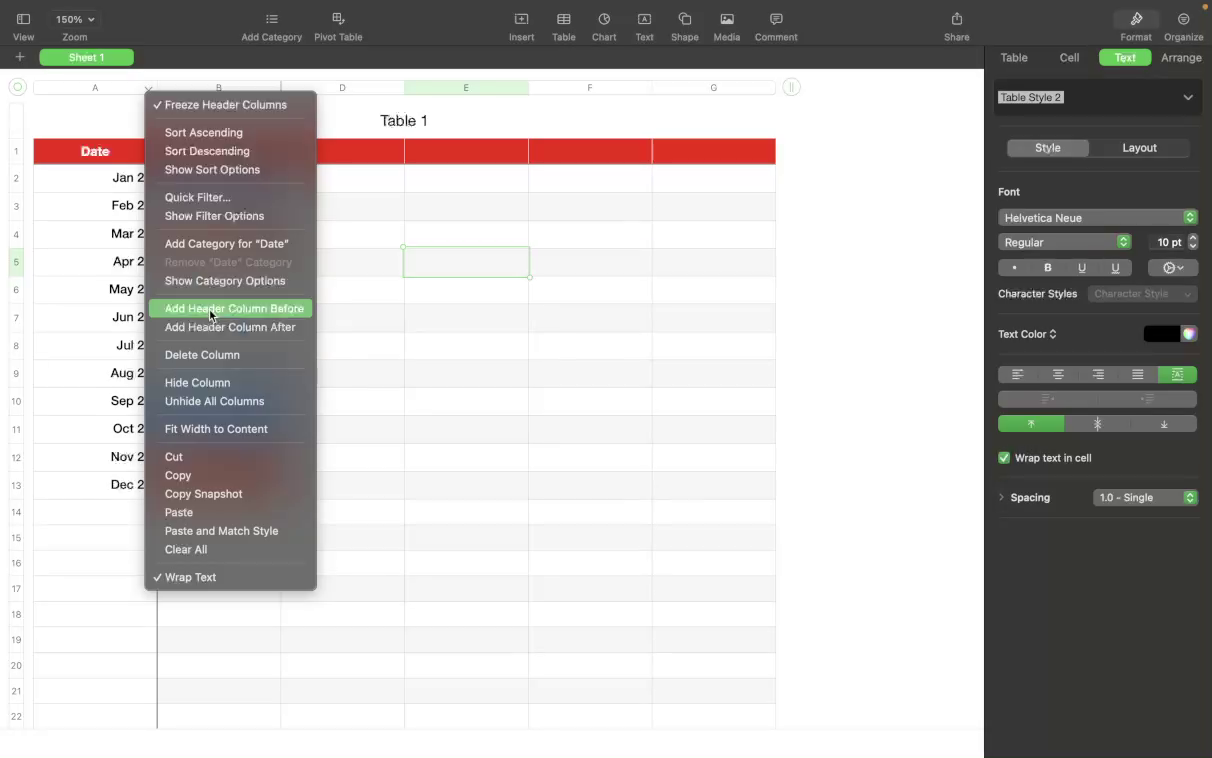 150%
View
Zoom
Add Category
Pivot Table
Insert
Table
Chart
Text
Shape
Media
Comment
Share
Format
Organize
Sheet 1
Table
Cell
Text
Arrange
A
B
D
E
F
G
Table 1
1
Date
2
Jan 2
3
Feb 2
4
Mar 2
5
Apr 2
6
May 2
7
Jun 2
8
Jul 2
9
Aug 2
10
Sep 2
11
Oct 2
12
Nov 2
13
Dec 2
14
15
16
17
18
19
20
21
22
Freeze Header Columns
Sort Ascending
Sort Descending
Show Sort Options
Quick Filter...
Show Filter Options
Add Category for “Date”
Remove “Date” Category
Show Category Options
Add Header Column Before
Add Header Column After
Delete Column
Hide Column
Unhide All Columns
Fit Width to Content
Cut
Copy
Copy Snapshot
Paste
Paste and Match Style
Clear All
Wrap Text
Table Style 2
Style
Layout
Font
Helvetica Neue
Regular
10 pt
B
U
U
Character Styles
Character Style
Text Color
Wrap text in cell
Spacing
1.0 - Single